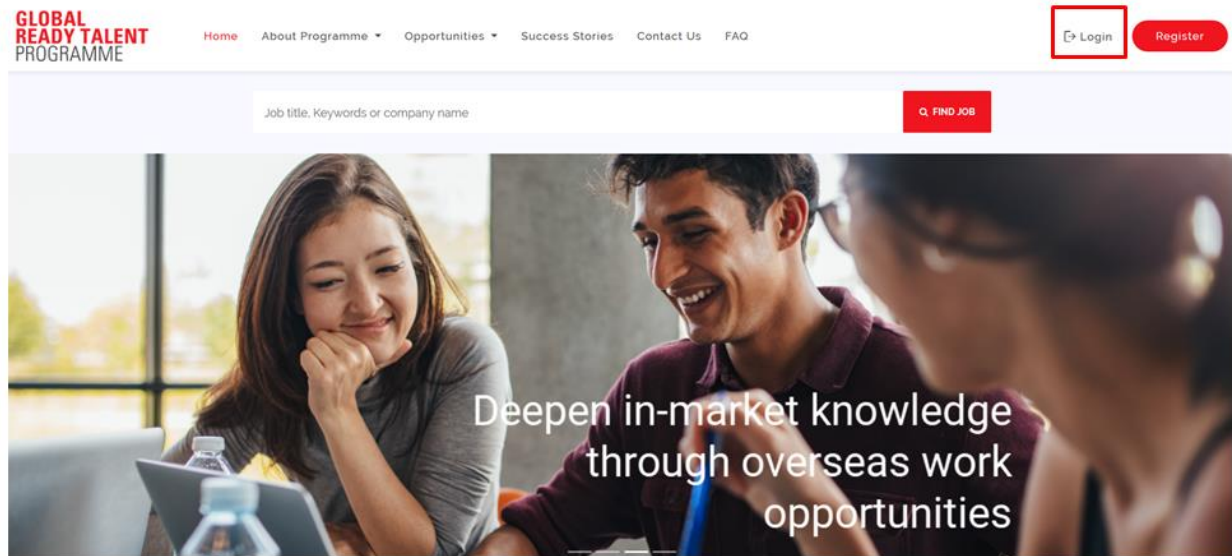 GLOBAL
READY TALENT
PROGRAMME
Home About Programme Opportunities Success Stories Contact Us FAQ
Login Register
Job title, Keywords or company name
FIND JOB
Deepen in-market knowledge
through overseas work
opportunities